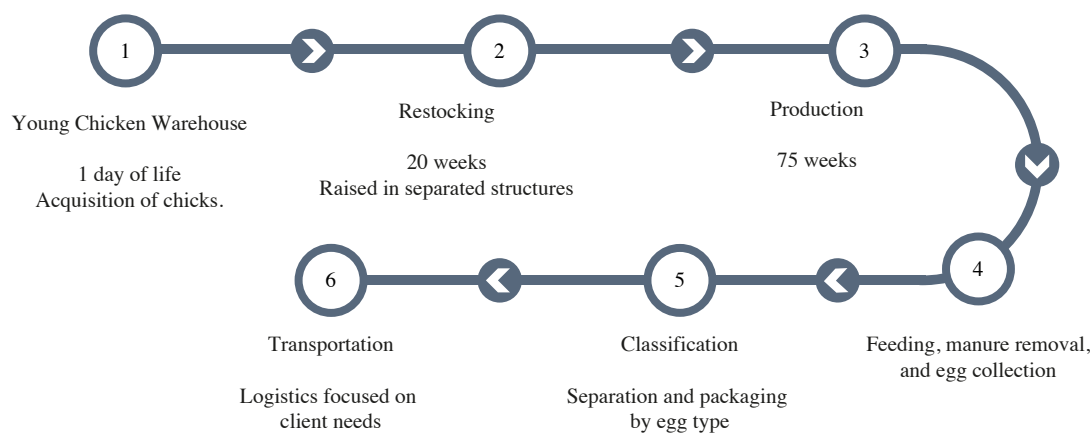 1
Young Chicken Warehouse
1 day of life
Acquisition of chicks.
2
Restocking
20 weeks
Raised in separated structures
3
Production
75 weeks
4
Feeding, manure removal,
and egg collection
5
Classification
Separation and packaging
by egg type
6
Transportation
Logistics focused on
client needs